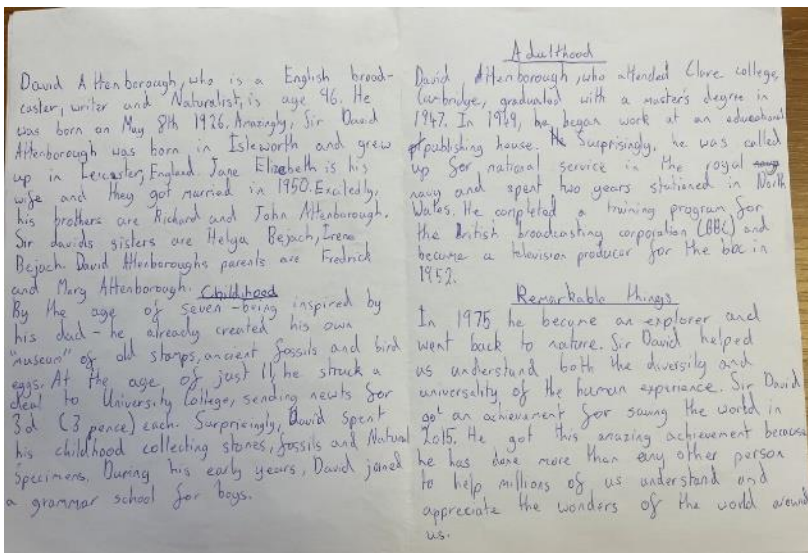 David Attenborough, who is a English broad-
caster, writer and Naturalist, is age 96. He
was born on May 8th 1926. Amazingly, Sir David
Attenborough was born in Isleworth and grew
up in Leicester, England. Jane Elizabeth is his
wife and they got married in 1950. Excitedly,
his brothers are Richard and John Attenborough.
Sir davids sisters are Helga Bejach, Irene
Bejach. David Attenboroughs parents are Fredrick
and Mary Attenborough.
Childhood
By the age of seven - being inspired by
his dad - he already created his own
"museum" of old stamps, ancient fossils and bird
eggs. At the age of just 11, he struck a
deal to University College, sending newts for
3d (3 pence) each. Surprisingly, David spent
his childhood collecting stones, fossils and Natural
Specimens. During his early years, David joined
a grammar school for boys.
Adulthood
David Attenborough, who attended Clare college,
Cambridge, graduated with a master's degree in
1947. In 1949, he began work at an educational
publishing house. He Surprisingly, he was called
up for national service in the royal navy
navy and spent two years stationed in North
Wales. He completed a training program for
the British broadcasting corporation (BBC) and
became a television producer for the bbc in
1952.
Remarkable things
In 1975 he become an explorer and
went back to nature. Sir David helped
us understand both the diversity and
universality of the human experience. Sir David
got an achievement for saving the world in
2015. He got this amazing achievement because
he has done more than any other person
to help millions of us understand and
appreciate the wonders of the world around
us.